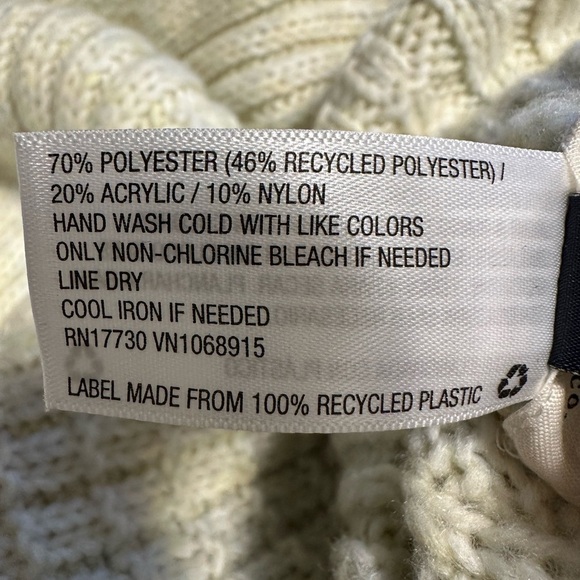 70% POLYESTER (46% RECYCLED POLYESTER) /
20% ACRYLIC / 10% NYLON
HAND WASH COLD WITH LIKE COLORS
ONLY NON-CHLORINE BLEACH IF NEEDED
LINE DRY
COOL IRON IF NEEDED
RN17730 VN1068915
LABEL MADE FROM 100% RECYCLED PLASTIC